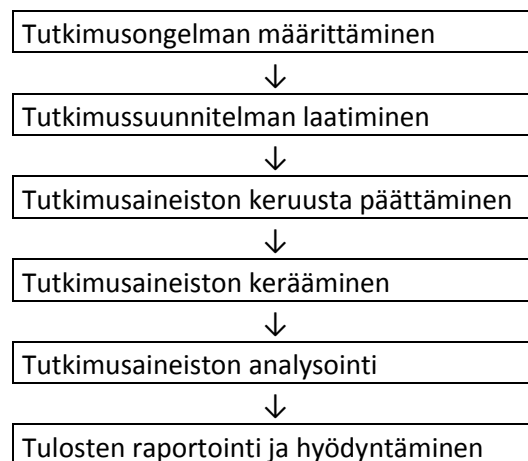 Tutkimusongelman määrittäminen
↓
Tutkimussuunnitelman laatiminen
↓
Tutkimusaineiston keruusta päättäminen
↓
Tutkimusaineiston kerääminen
↓
Tutkimusaineiston analysointi
↓
Tulosten raportointi ja hyödyntäminen